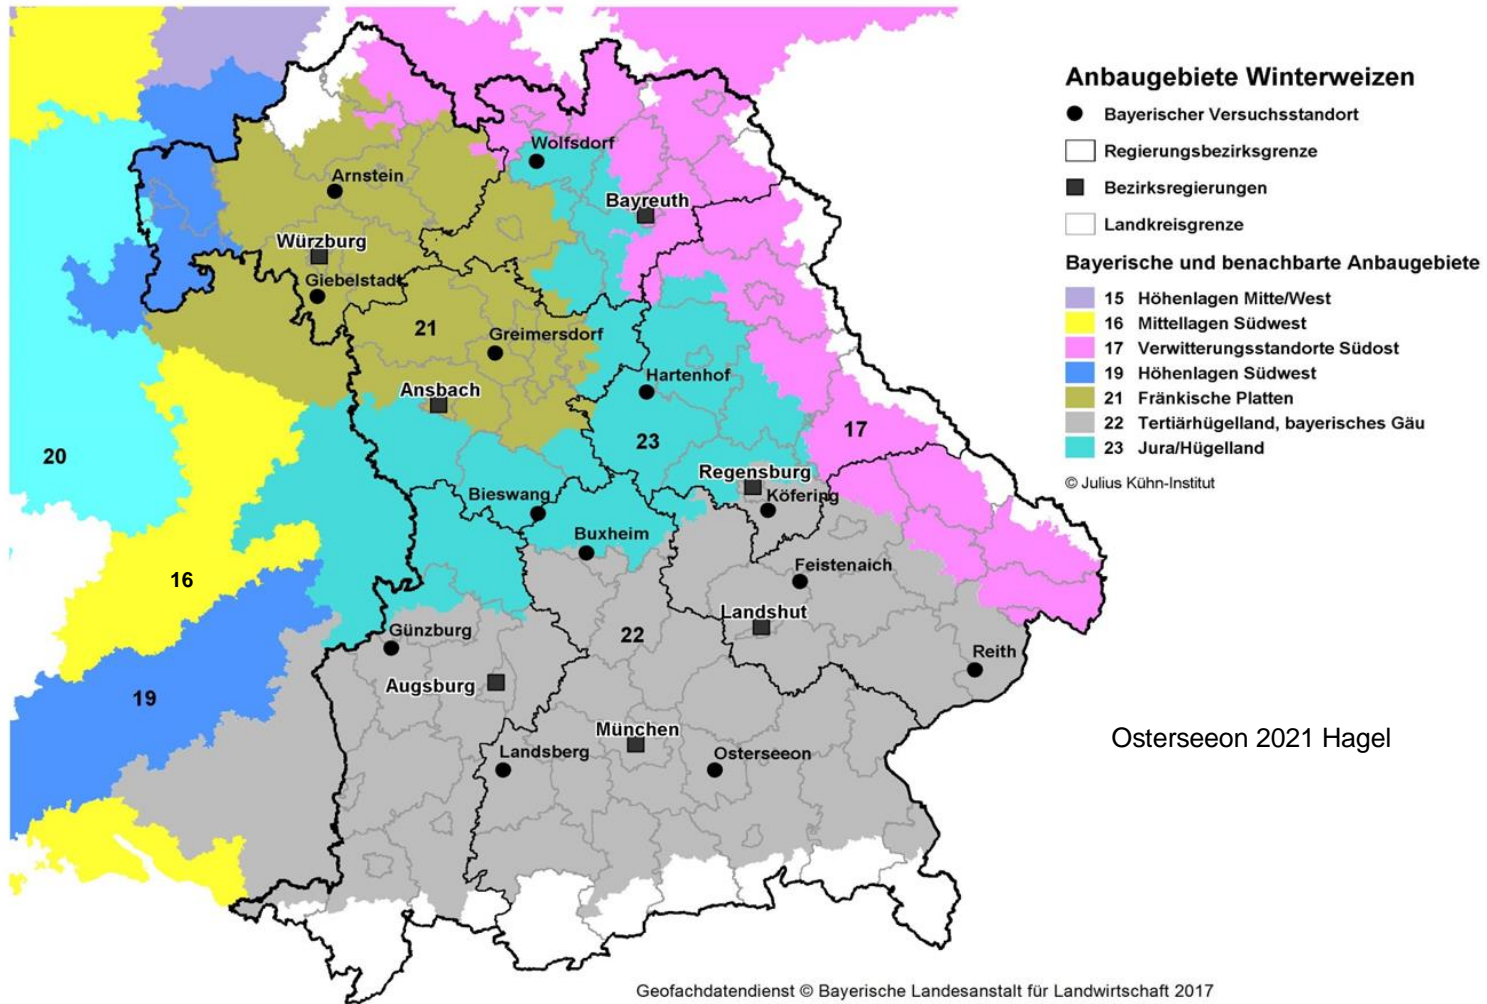 Anbaugebiete Winterweizen
Bayerischer Versuchsstandort
Regierungsbezirksgrenze
Bezirksregierungen
Landkreisgrenze
Bayerische und benachbarte Anbaugebiete
15 Höhenlagen Mitte/West
16 Mittellagen Südwest
17 Verwitterungsstandorte Südost
19 Höhenlagen Südwest
21 Fränkische Platten
22 Tertiärhügelland, bayerisches Gäu
23 Jura/Hügelland
© Julius Kühn-Institut
Wolfsdorf
Arnstein
Bayreuth
Würzburg
Giebelstadt
21
Greimersdorf
Hartenhof
Ansbach
17
23
20
Regensburg
Bieswang
Köfering
Buxheim
Feistenaich
16
Landshut
Günzburg
22
Reith
Augsburg
19
München
Landsberg
Osterseeon
Osterseeon 2021 Hagel
Geofachdatendienst © Bayerische Landesanstalt für Landwirtschaft 2017